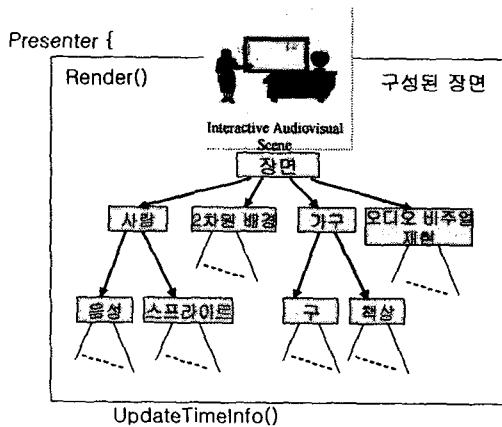 Presenter {
Render()
구성된 장면
Interactive Audiovisual
Scene
장면
사람
2차원 배경
가구
오디오 비주얼
재현
음성
스프라이트
구
책상
UpdateTimeInfo()